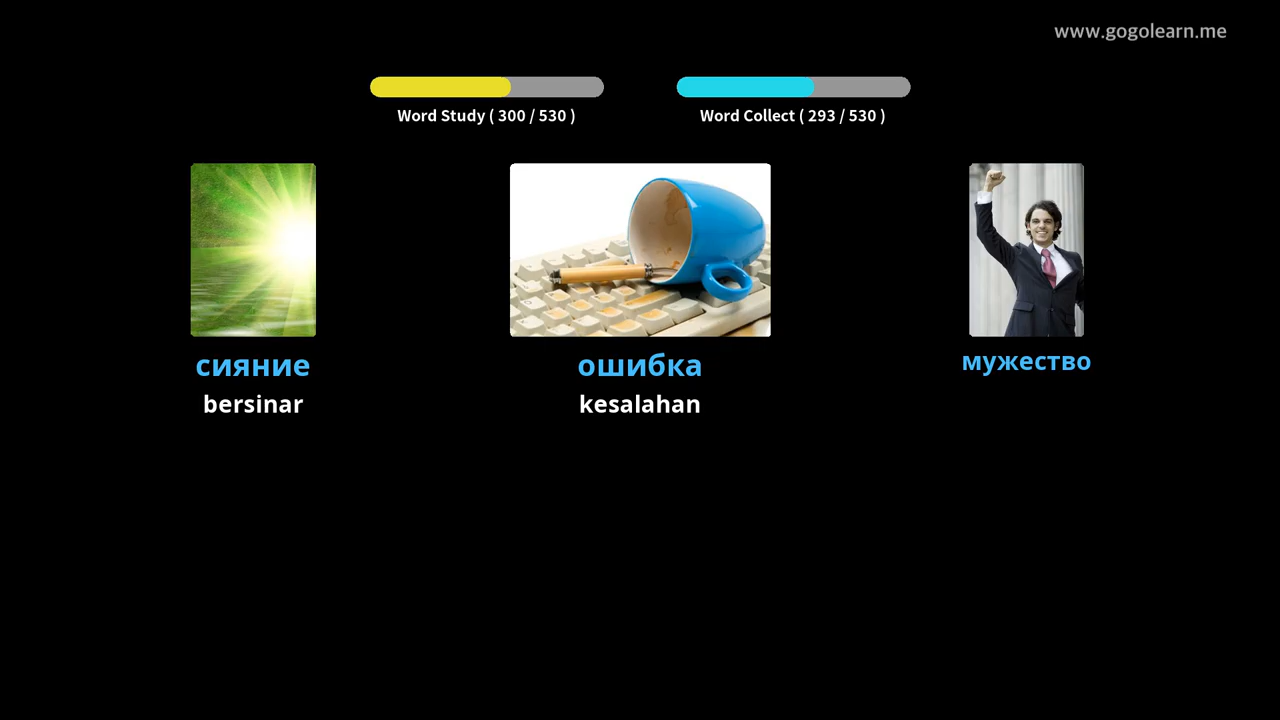 www.gogolearn.me
Word Study ( 300 / 530 )
Word Collect ( 293 / 530 )
сияние
bersinar
ошибка
kesalahan
мужество